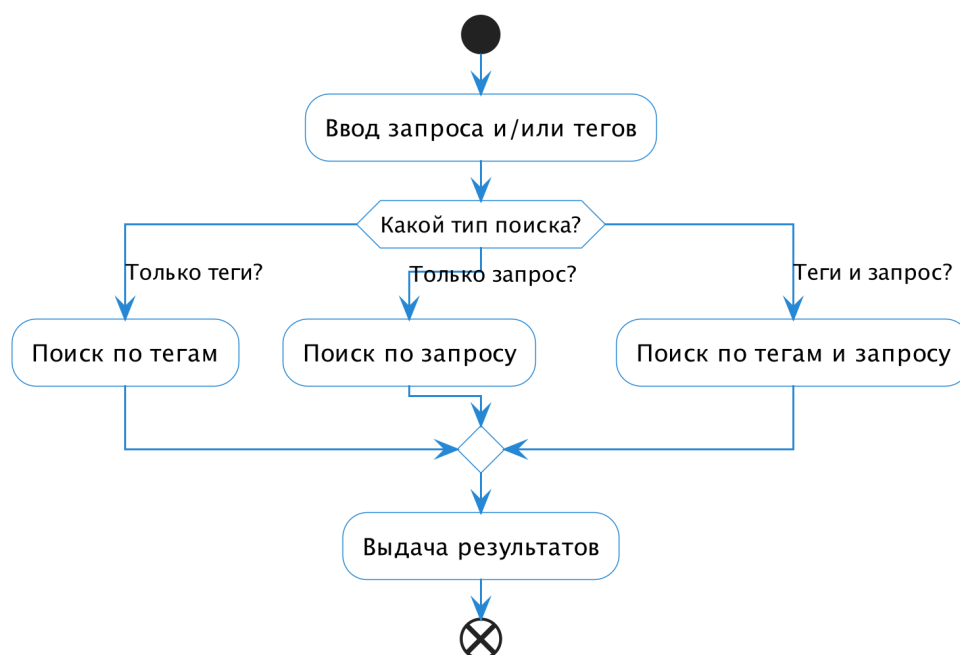 Ввод запроса и/или тегов
Какой тип поиска?
Только теги?
Только запрос?
Теги и запрос?
Поиск по тегам
Поиск по запросу
Поиск по тегам и запросу
Выдача результатов